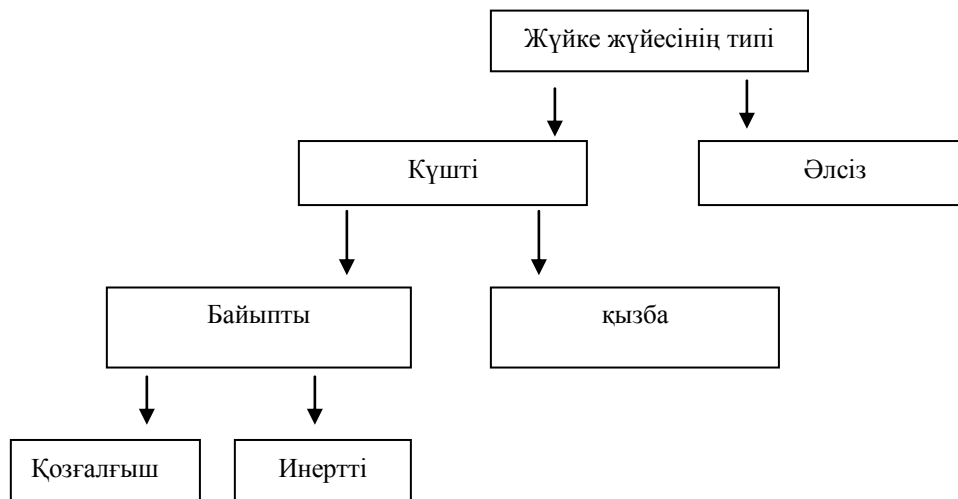 Жүйке жүйесінің типі
Күшті
Әлсіз
Байыпты
қызба
Қозғалғыш
Инертті